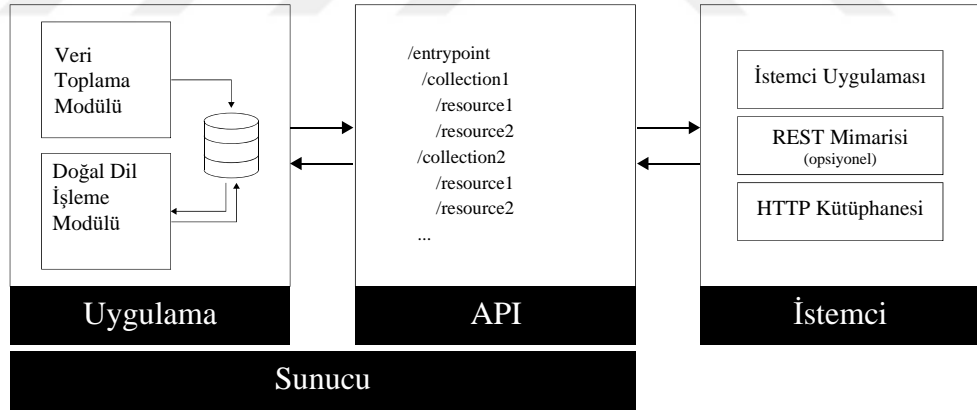 Veri
Toplama
Modülü
Doğal Dil
İşleme
Modülü
Uygulama
/entrypoint
/collection1
/resource1
/resource2
/collection2
/resource1
/resource2
...
API
İstemci Uygulaması
REST Mimarisi
(opsiyonel)
HTTP Kütüphanesi
İstemci
Sunucu